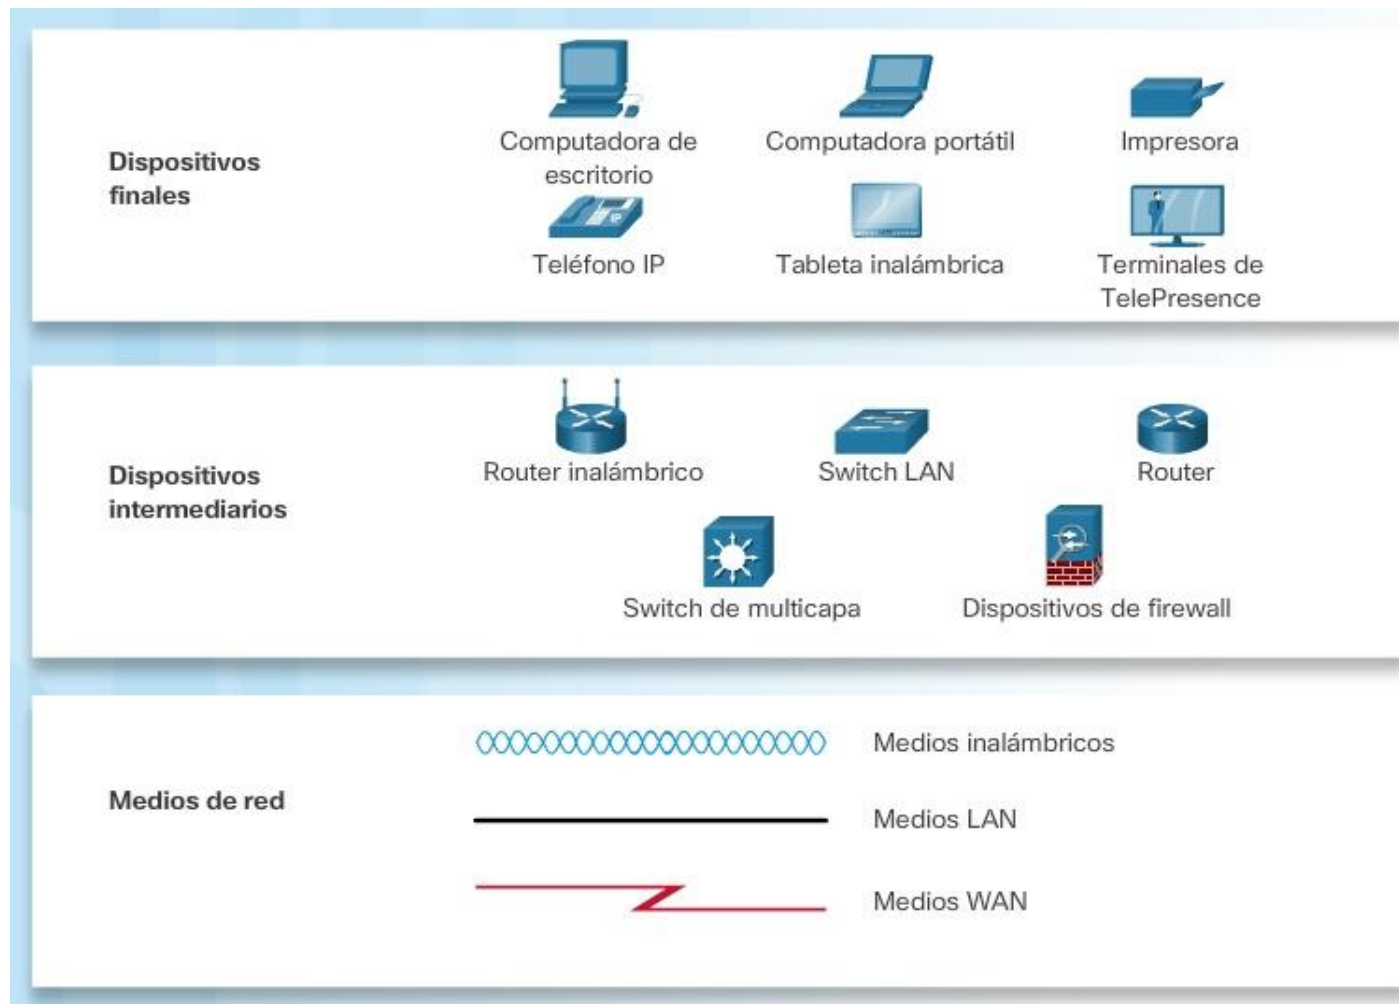 Dispositivos
finales
Computadora de
escritorio
Computadora portátil
Impresora
Teléfono IP
Tableta inalámbrica
Terminales de
TelePresence
Dispositivos
intermediarios
Router inalámbrico
Switch LAN
Router
Switch de multicapa
Dispositivos de firewall
Medios de red
Medios inalámbricos
Medios LAN
Medios WAN